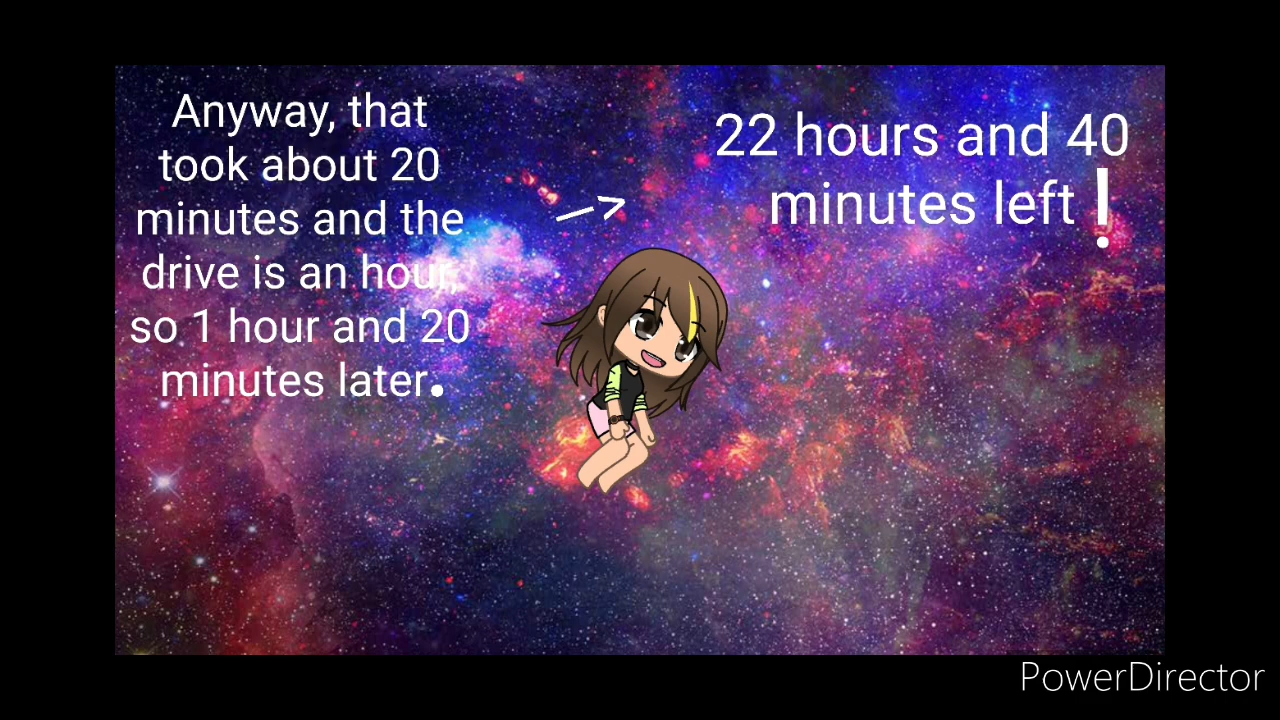 Anyway, that
took about 20
minutes and the
drive is an hour,
so 1 hour and 20
minutes later.
22 hours and 40
minutes left !
PowerDirector